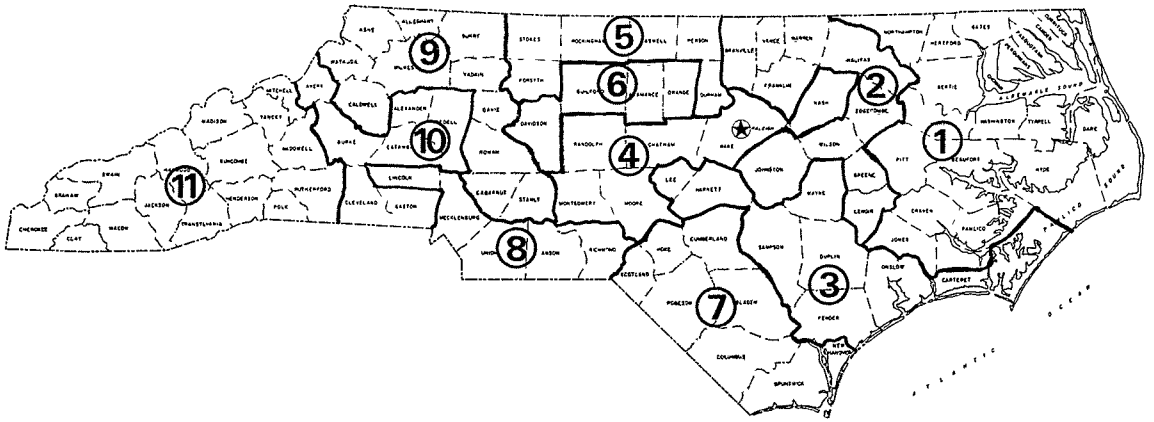 ASHE
ALLEGHANY
SURRY
STOKES
ROCKINGHAM
CASWELL
PERSON
GRANVILLE
VANCE
WARREN
NORTHAMPTON
HERTFORD
GATES
CAMDEN
5
9
WATAUGA
WILKES
YADKIN
FORSYTH
6
GUILFORD
ALAMANCE
ORANGE
DURHAM
FRANKLIN
HALIFAX
2
BERTIE
ALBEMARLE SOUND
MITCHELL
AVERY
CALDWELL
ALEXANDER
IREDELL
DAVIE
DAVIDSON
NASH
EDGECOMBE
WASHINGTON
TYRRELL
DARE
MADISON
YANCEY
MCDOWELL
BURKE
CATAWBA
10
ROWAN
RANDOLPH
4
CHATHAM
WAKE
RALEIGH
JOHNSTON
WILSON
1
PITT
BEAUFORT
HYDE
SWAIN
BUNCOMBE
11
GRAHAM
JACKSON
HENDERSON
POLK
RUTHERFORD
LINCOLN
CLEVELAND
GASTON
MECKLENBURG
CABARRUS
STANLY
MONTGOMERY
MOORE
LEE
HARNETT
WAYNE
GREENE
LENOIR
CRAVEN
PAMLICO
PAMLICO SOUND
CHEROKEE
CLAY
MACON
TRANSYLVANIA
8
UNION
ANSON
RICHMOND
SCOTLAND
HOKE
CUMBERLAND
SAMPSON
DUPLIN
JONES
ONSLOW
CARTERET
7
ROBESON
BLADEN
3
PENDER
NEW
HANOVER
COLUMBUS
BRUNSWICK
ATLANTIC
OCEAN